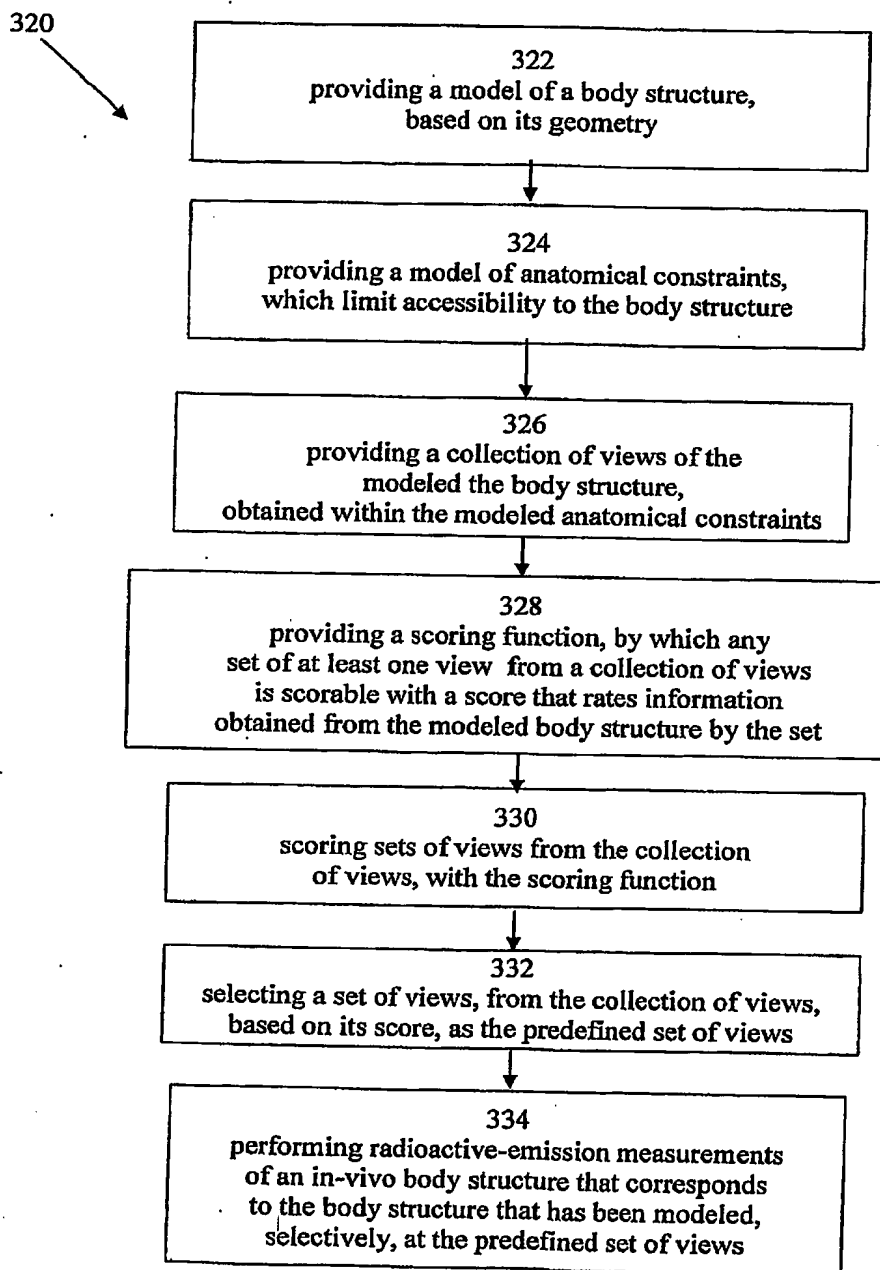 320
322
providing a model of a body structure,
based on its geometry
324
providing a model of anatomical constraints,
which limit accessibility to the body structure
326
providing a collection of views of the
modeled the body structure,
obtained within the modeled anatomical constraints
328
providing a scoring function, by which any
set of at least one view from a collection of views
is scorable with a score that rates information
obtained from the modeled body structure by the set
330
scoring sets of views from the collection
of views, with the scoring function
332
selecting a set of views, from the collection of views,
based on its score, as the predefined set of views
334
performing radioactive-emission measurements
of an in-vivo body structure that corresponds
to the body structure that has been modeled,
selectively, at the predefined set of views